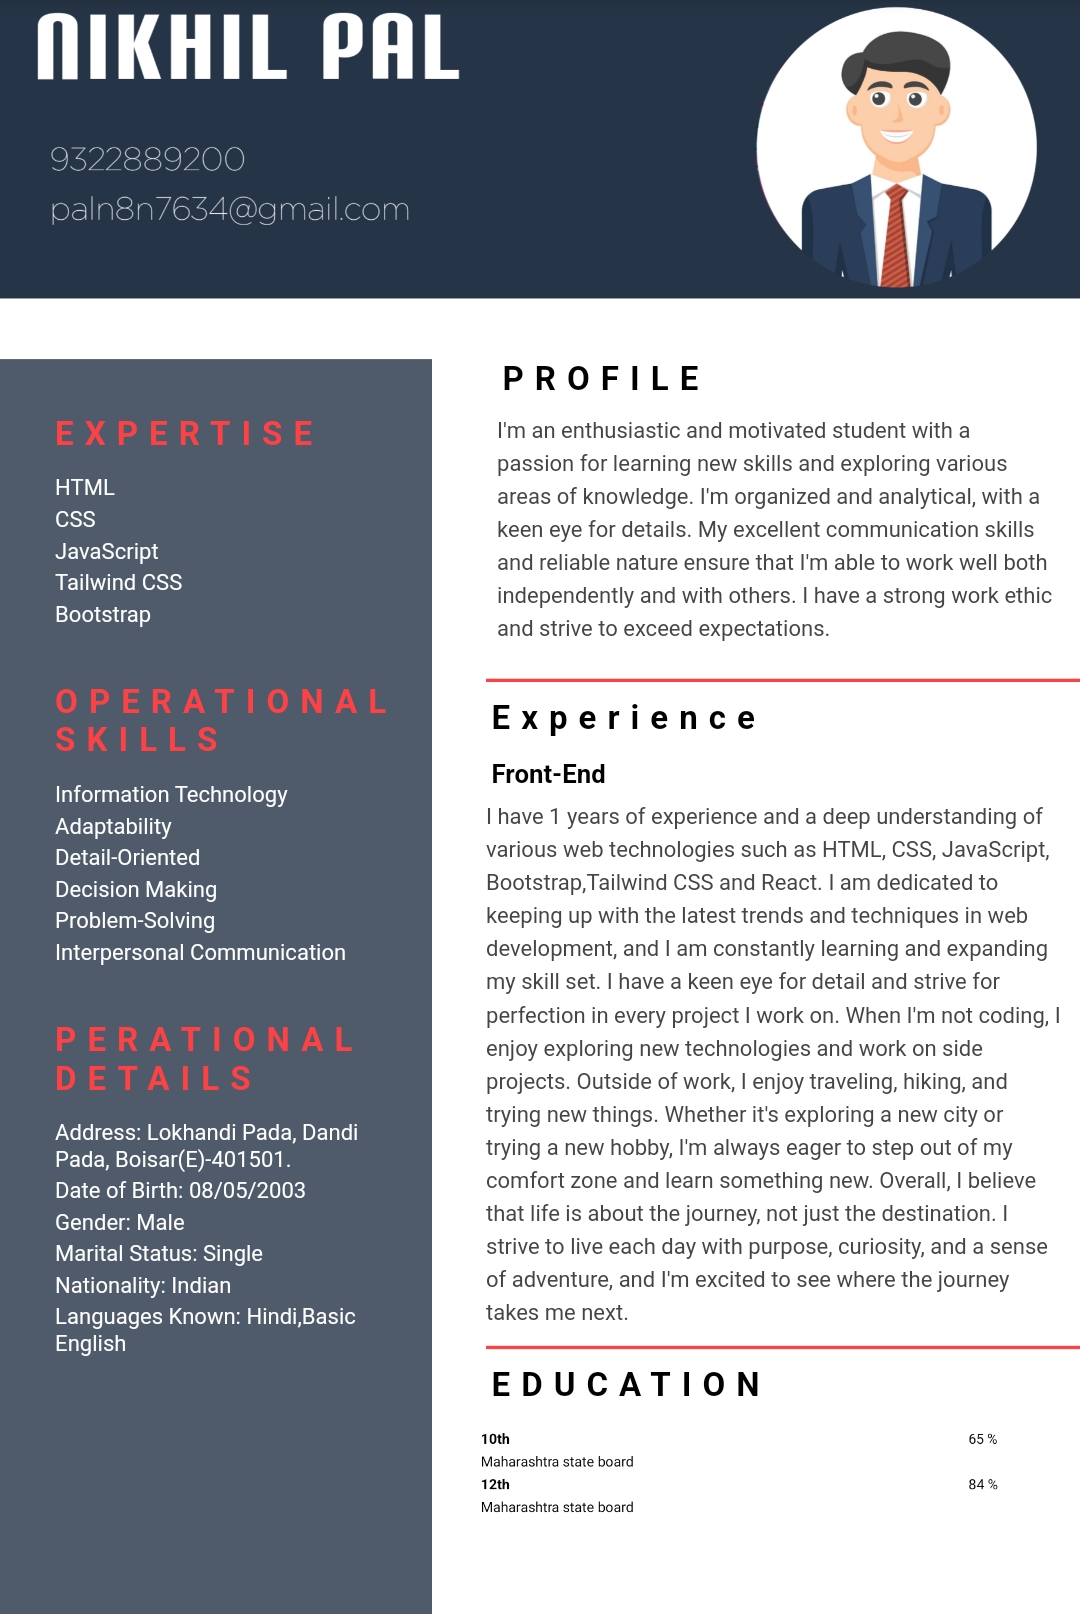 NIKHIL PAL
9322889200
paln8n7634@gmail.com
EXPERTISE
HTML
CSS
JavaScript
Tailwind CSS
Bootstrap
OPERATIONAL
SKILLS
Information Technology
Adaptability
Detail-Oriented
Decision Making
Problem-Solving
Interpersonal Communication
PERATIONAL
DETAILS
Address: Lokhandi Pada, Dandi
Pada, Boisar(E)-401501.
Date of Birth: 08/05/2003
Gender: Male
Marital Status: Single
Nationality: Indian
Languages Known: Hindi,Basic
English
PROFILE
I'm an enthusiastic and motivated student with a
passion for learning new skills and exploring various
areas of knowledge. I'm organized and analytical, with a
keen eye for details. My excellent communication skills
and reliable nature ensure that I'm able to work well both
independently and with others. I have a strong work ethic
and strive to exceed expectations.
Experience
Front-End
I have 1 years of experience and a deep understanding of
various web technologies such as HTML, CSS, JavaScript,
Bootstrap,Tailwind CSS and React. I am dedicated to
keeping up with the latest trends and techniques in web
development, and I am constantly learning and expanding
my skill set. I have a keen eye for detail and strive for
perfection in every project I work on. When I'm not coding, I
enjoy exploring new technologies and work on side
projects. Outside of work, I enjoy traveling, hiking, and
trying new things. Whether it's exploring a new city or
trying a new hobby, I'm always eager to step out of my
comfort zone and learn something new. Overall, I believe
that life is about the journey, not just the destination. I
strive to live each day with purpose, curiosity, and a sense
of adventure, and I'm excited to see where the journey
takes me next.
EDUCATION
10th 65 %
Maharashtra state board
12th 84 %
Maharashtra state board